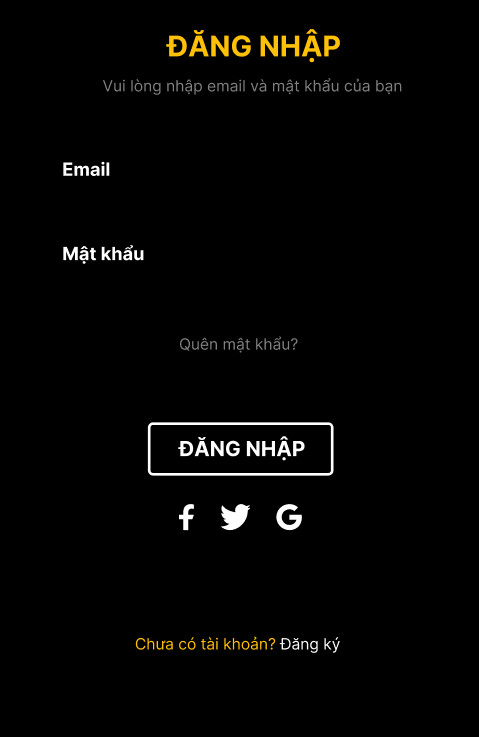 ĐĂNG NHẬP
Vui lòng nhập email và mật khẩu của bạn
Email
Mật khẩu
Quên mật khẩu?
ĐĂNG NHẬP
Chưa có tài khoản? Đăng ký